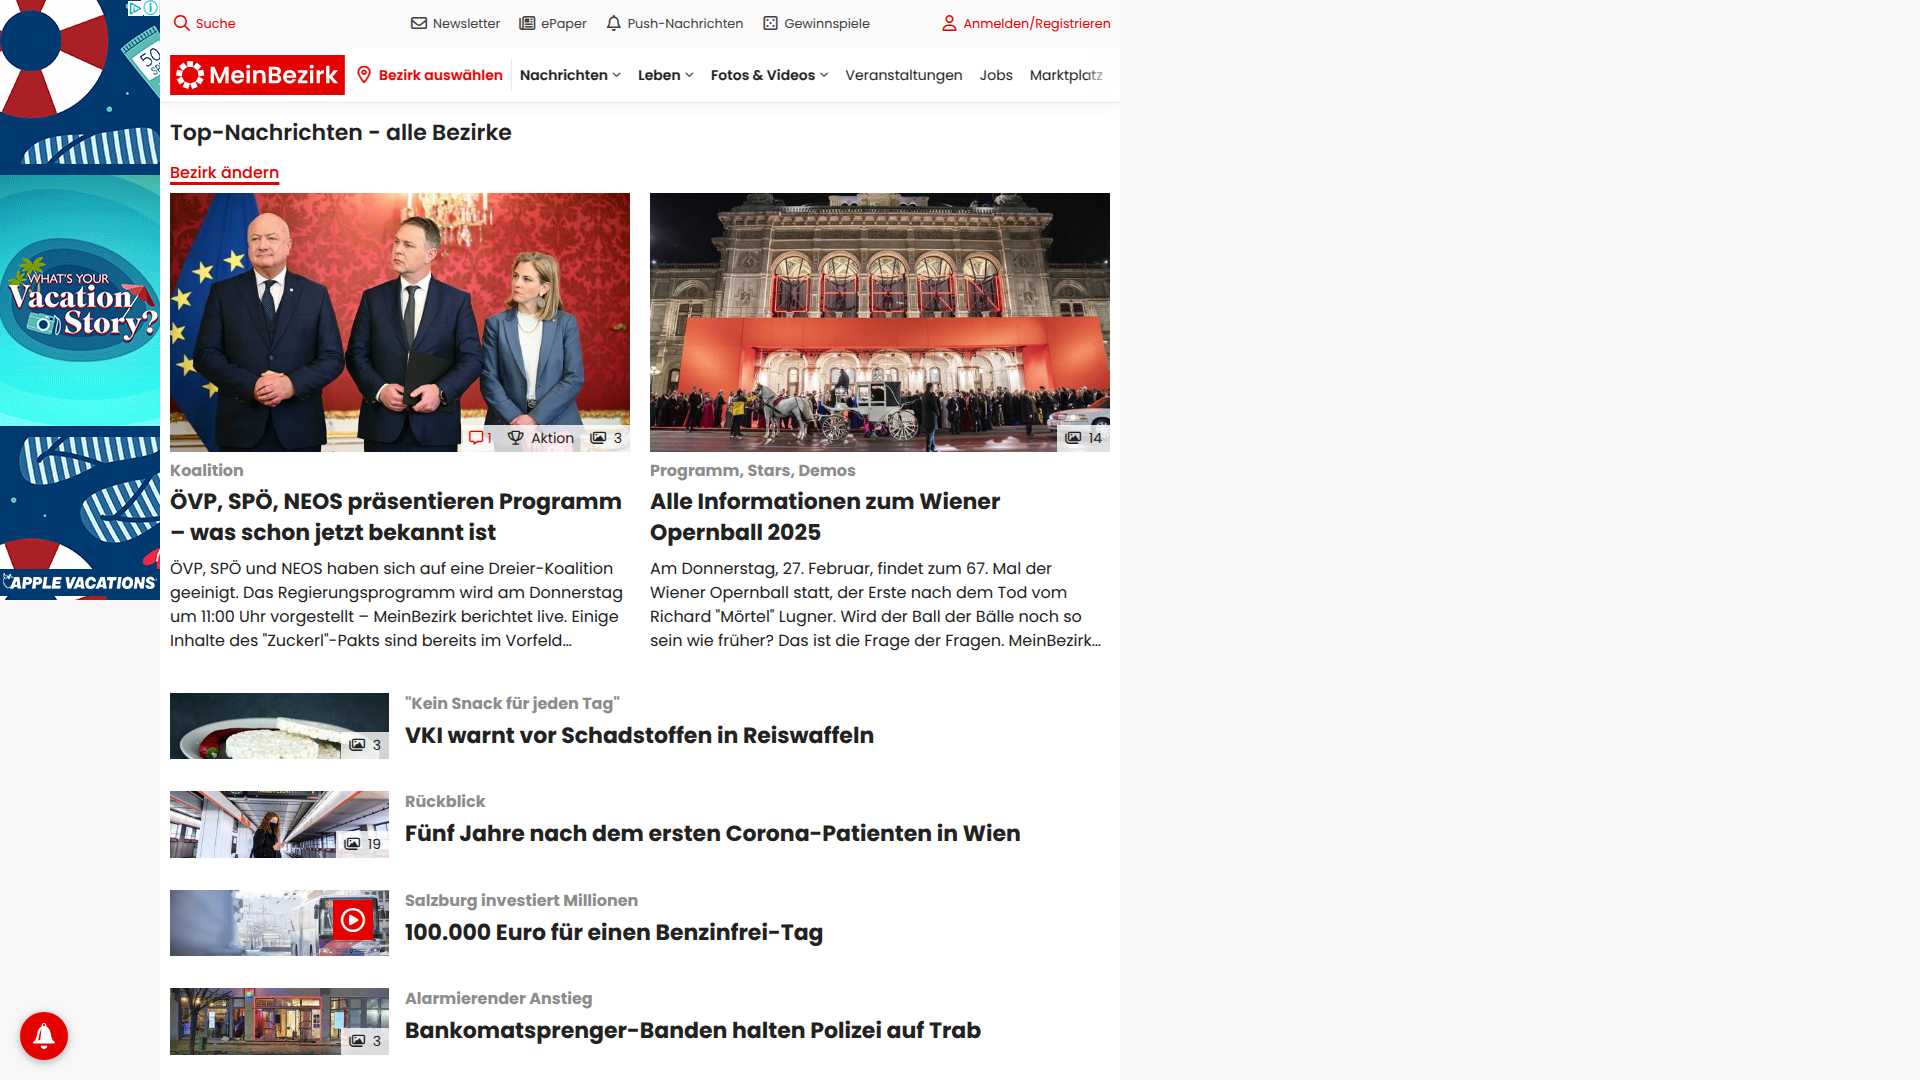 Suche
Newsletter
ePaper
Push-Nachrichten
Gewinnspiele
Anmelden/Registrieren
MeinBezirk
Bezirk auswählen
Nachrichten
Leben
Fotos & Videos
Veranstaltungen
Jobs
Marktplatz
Top-Nachrichten - alle Bezirke
Bezirk ändern
WHAT'S YOUR
Vacation
Story?
APPLE VACATIONS
1
Aktion
3
14
Koalition
ÖVP, SPÖ, NEOS präsentieren Programm
– was schon jetzt bekannt ist
ÖVP, SPÖ und NEOS haben sich auf eine Dreier-Koalition
geeinigt. Das Regierungsprogramm wird am Donnerstag
um 11:00 Uhr vorgestellt – MeinBezirk berichtet live. Einige
Inhalte des "Zuckerl"-Pakts sind bereits im Vorfeld...
Programm, Stars, Demos
Alle Informationen zum Wiener
Opernball 2025
Am Donnerstag, 27. Februar, findet zum 67. Mal der
Wiener Opernball statt, der Erste nach dem Tod vom
Richard "Mörtel" Lugner. Wird der Ball der Bälle noch so
sein wie früher? Das ist die Frage der Fragen. MeinBezirk...
3
"Kein Snack für jeden Tag"
VKI warnt vor Schadstoffen in Reiswaffeln
19
Rückblick
Fünf Jahre nach dem ersten Corona-Patienten in Wien
Salzburg investiert Millionen
100.000 Euro für einen Benzinfrei-Tag
3
Alarmierender Anstieg
Bankomatsprenger-Banden halten Polizei auf Trab